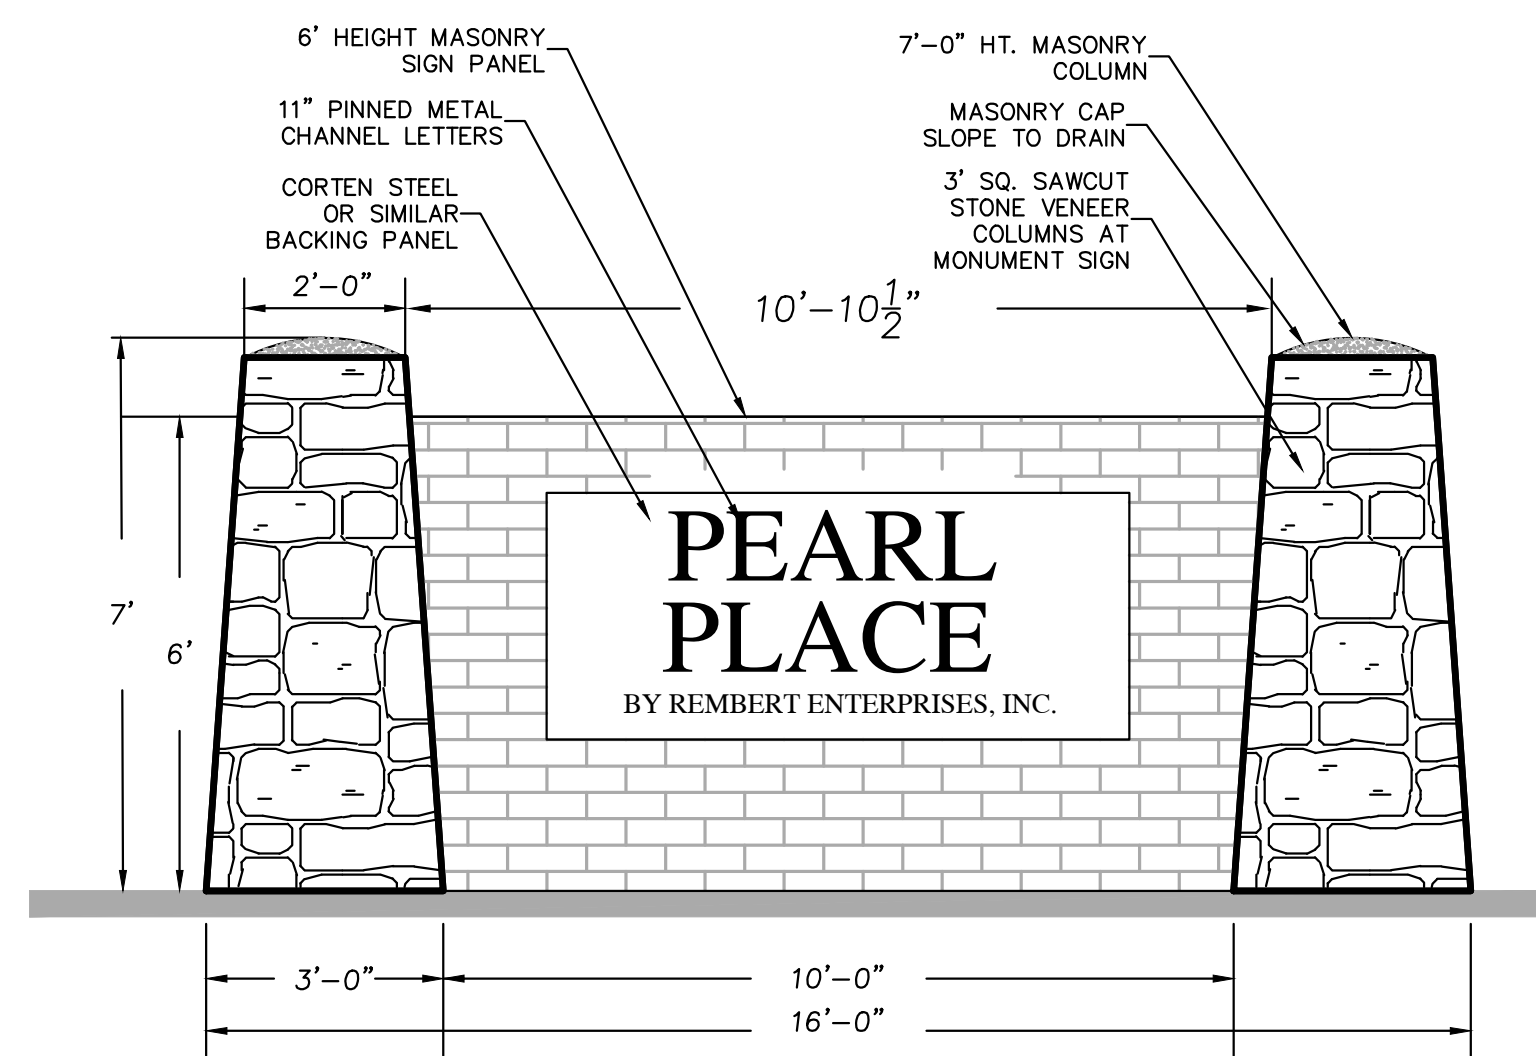 6' HEIGHT MASONRY
SIGN PANEL
11" PINNED METAL
CHANNEL LETTERS
CORTEN STEEL
OR SIMILAR
BACKING PANEL
7'-0" HT. MASONRY
COLUMN
MASONRY CAP
SLOPE TO DRAIN
3' SQ. SAWCUT
STONE VENEER
COLUMNS AT
MONUMENT SIGN
2'-0"
10'-10 1/2"
7'
6'
PEARL
PLACE
BY REMBERT ENTERPRISES, INC.
3'-0"
10'-0"
16'-0"